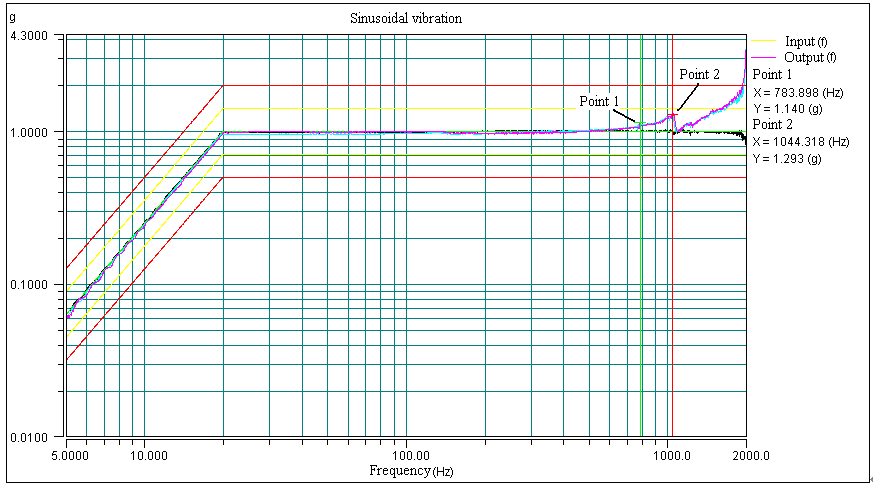 Sinusoidal vibration
g
4.3000
1.0000
0.1000
0.0100
5.0000 10.000 100.00 1000.0 2000.0
Frequency (Hz)
Point 1
Point 2
Input (f)
Output (f)
Point 1
X = 783.898 (Hz)
Y = 1.140 (g)
Point 2
X = 1044.318 (Hz)
Y = 1.293 (g)